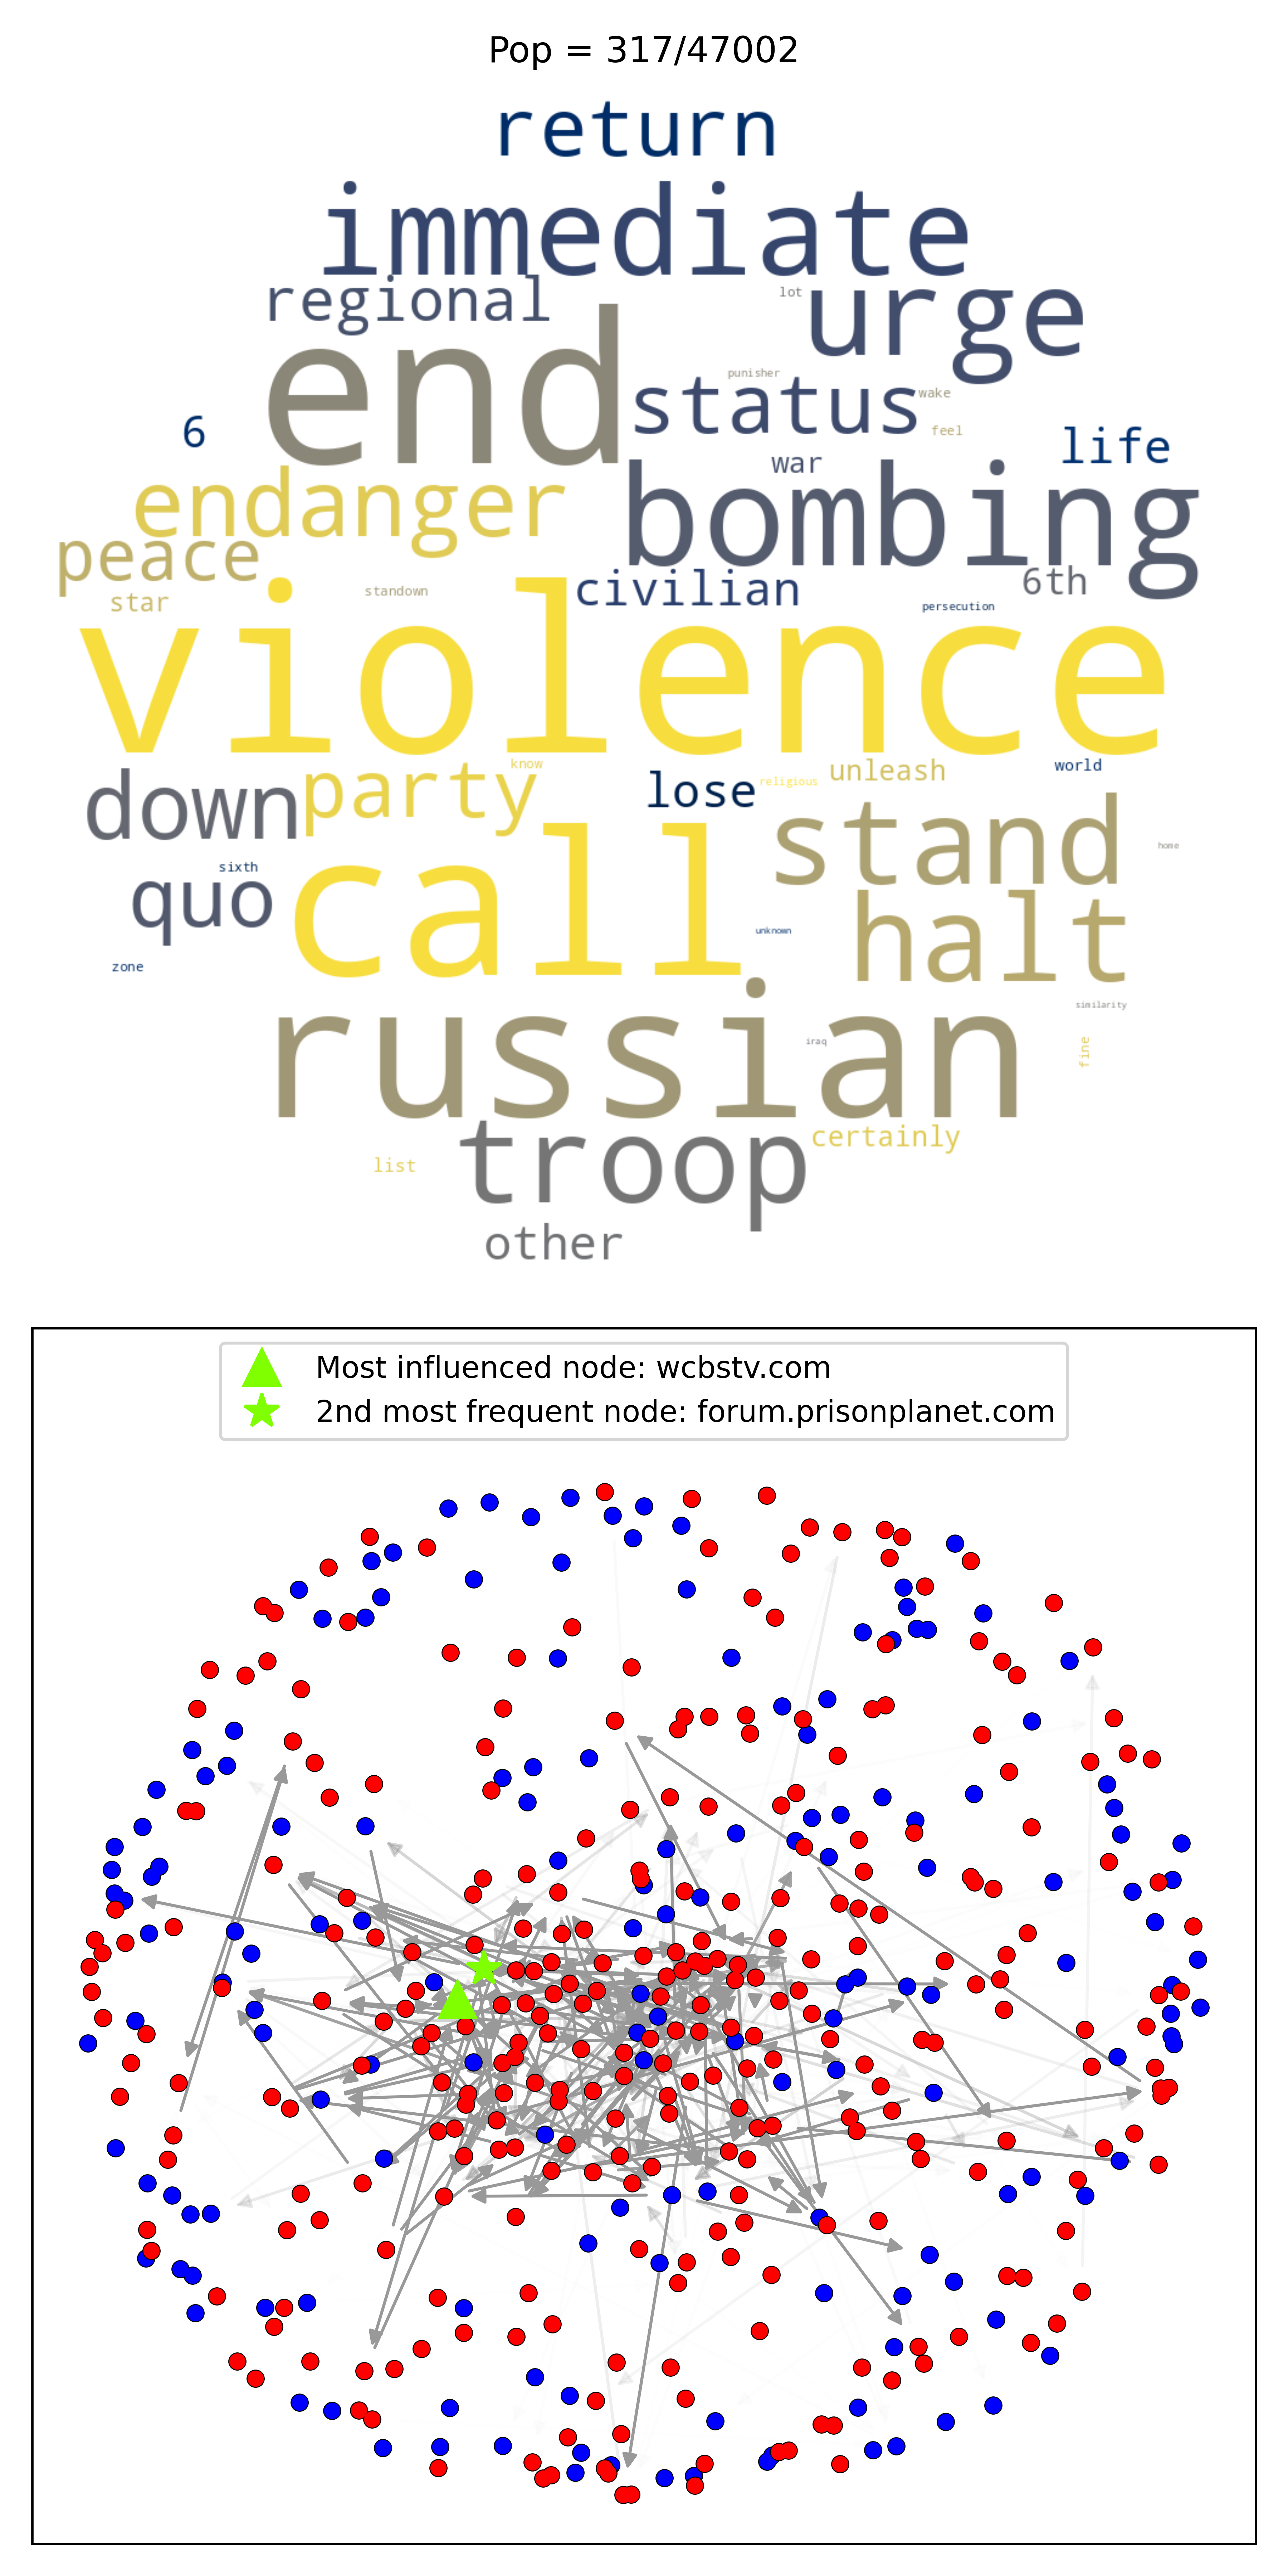 Pop = 317/47002
return
immediate
regional
lot
urge
end
punisher
status
wake
6
feel
life
war
endanger
bombing
peace
civilian
6th
star
standown
persecution
violence
know
world
down
party
lose
religious
unleash
stand
home
sixth
quo
call
halt
unknown
zone
russian
similarity
iraq
fine
troop
certainly
list
other
Most influenced node: wcbstv.com
2nd most frequent node: forum.prisonplanet.com